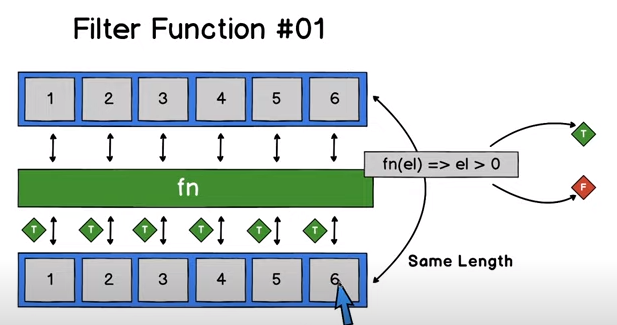 Filter Function #01
1 2 3 4 5 6
fn(el) => el > 0
T
F
fn
T T T T T T
Same Length
1 2 3 4 5 6